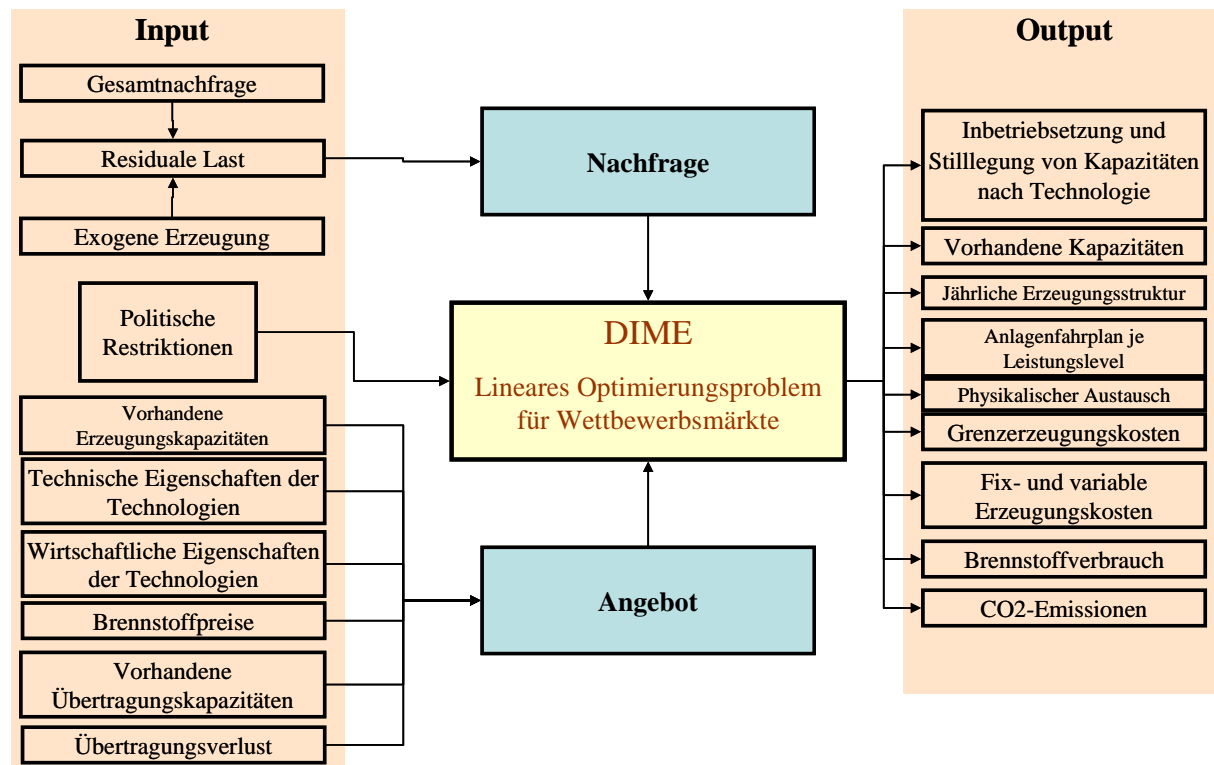 Input
Gesamtnachfrage
Residuale Last
Exogene Erzeugung
Politische
Restriktionen
Vorhandene
Erzeugungskapazitäten
Technische Eigenschaften der
Technologien
Wirtschaftliche Eigenschaften
der Technologien
Brennstoffpreise
Vorhandene
Übertragungskapazitäten
Übertragungsverlust
Nachfrage
DIME
Lineares Optimierungsproblem
für Wettbewerbsmärkte
Angebot
Output
Inbetriebsetzung und
Stilllegung von Kapazitäten
nach Technologie
Vorhandene Kapazitäten
Jährliche Erzeugungsstruktur
Anlagenfahrplan je
Leistungslevel
Physikalischer Austausch
Grenzerzeugungskosten
Fix- und variable
Erzeugungskosten
Brennstoffverbrauch
CO2-Emissionen